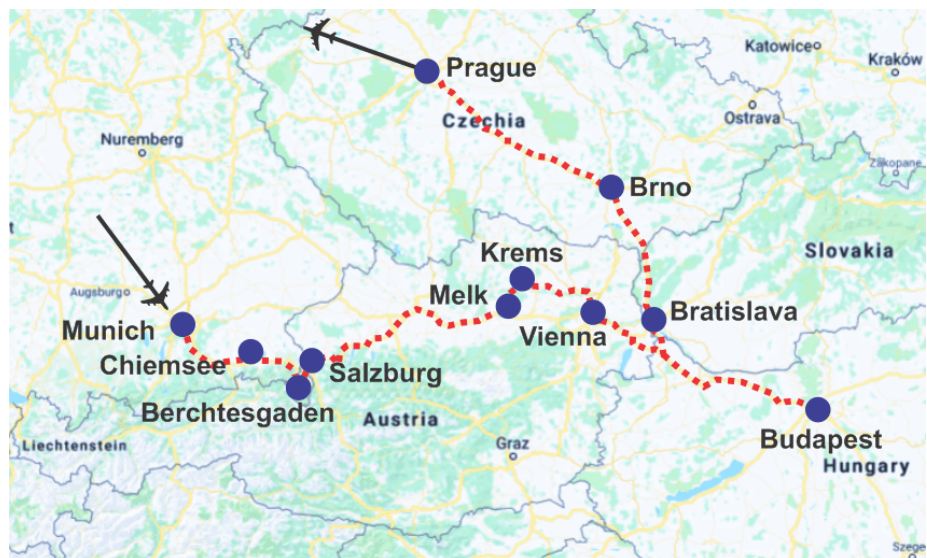 Prague
Katowice
Kraków
Czechia
Ostrava
Nuremberg
Zakopane
Brno
Krems
Slovakia
Augsburg
Melk
Munich
Bratislava
Vienna
Chiemsee
Salzburg
Berchtesgaden
Austria
Budapest
Liechtenstein
Graz
Hungary
Szege